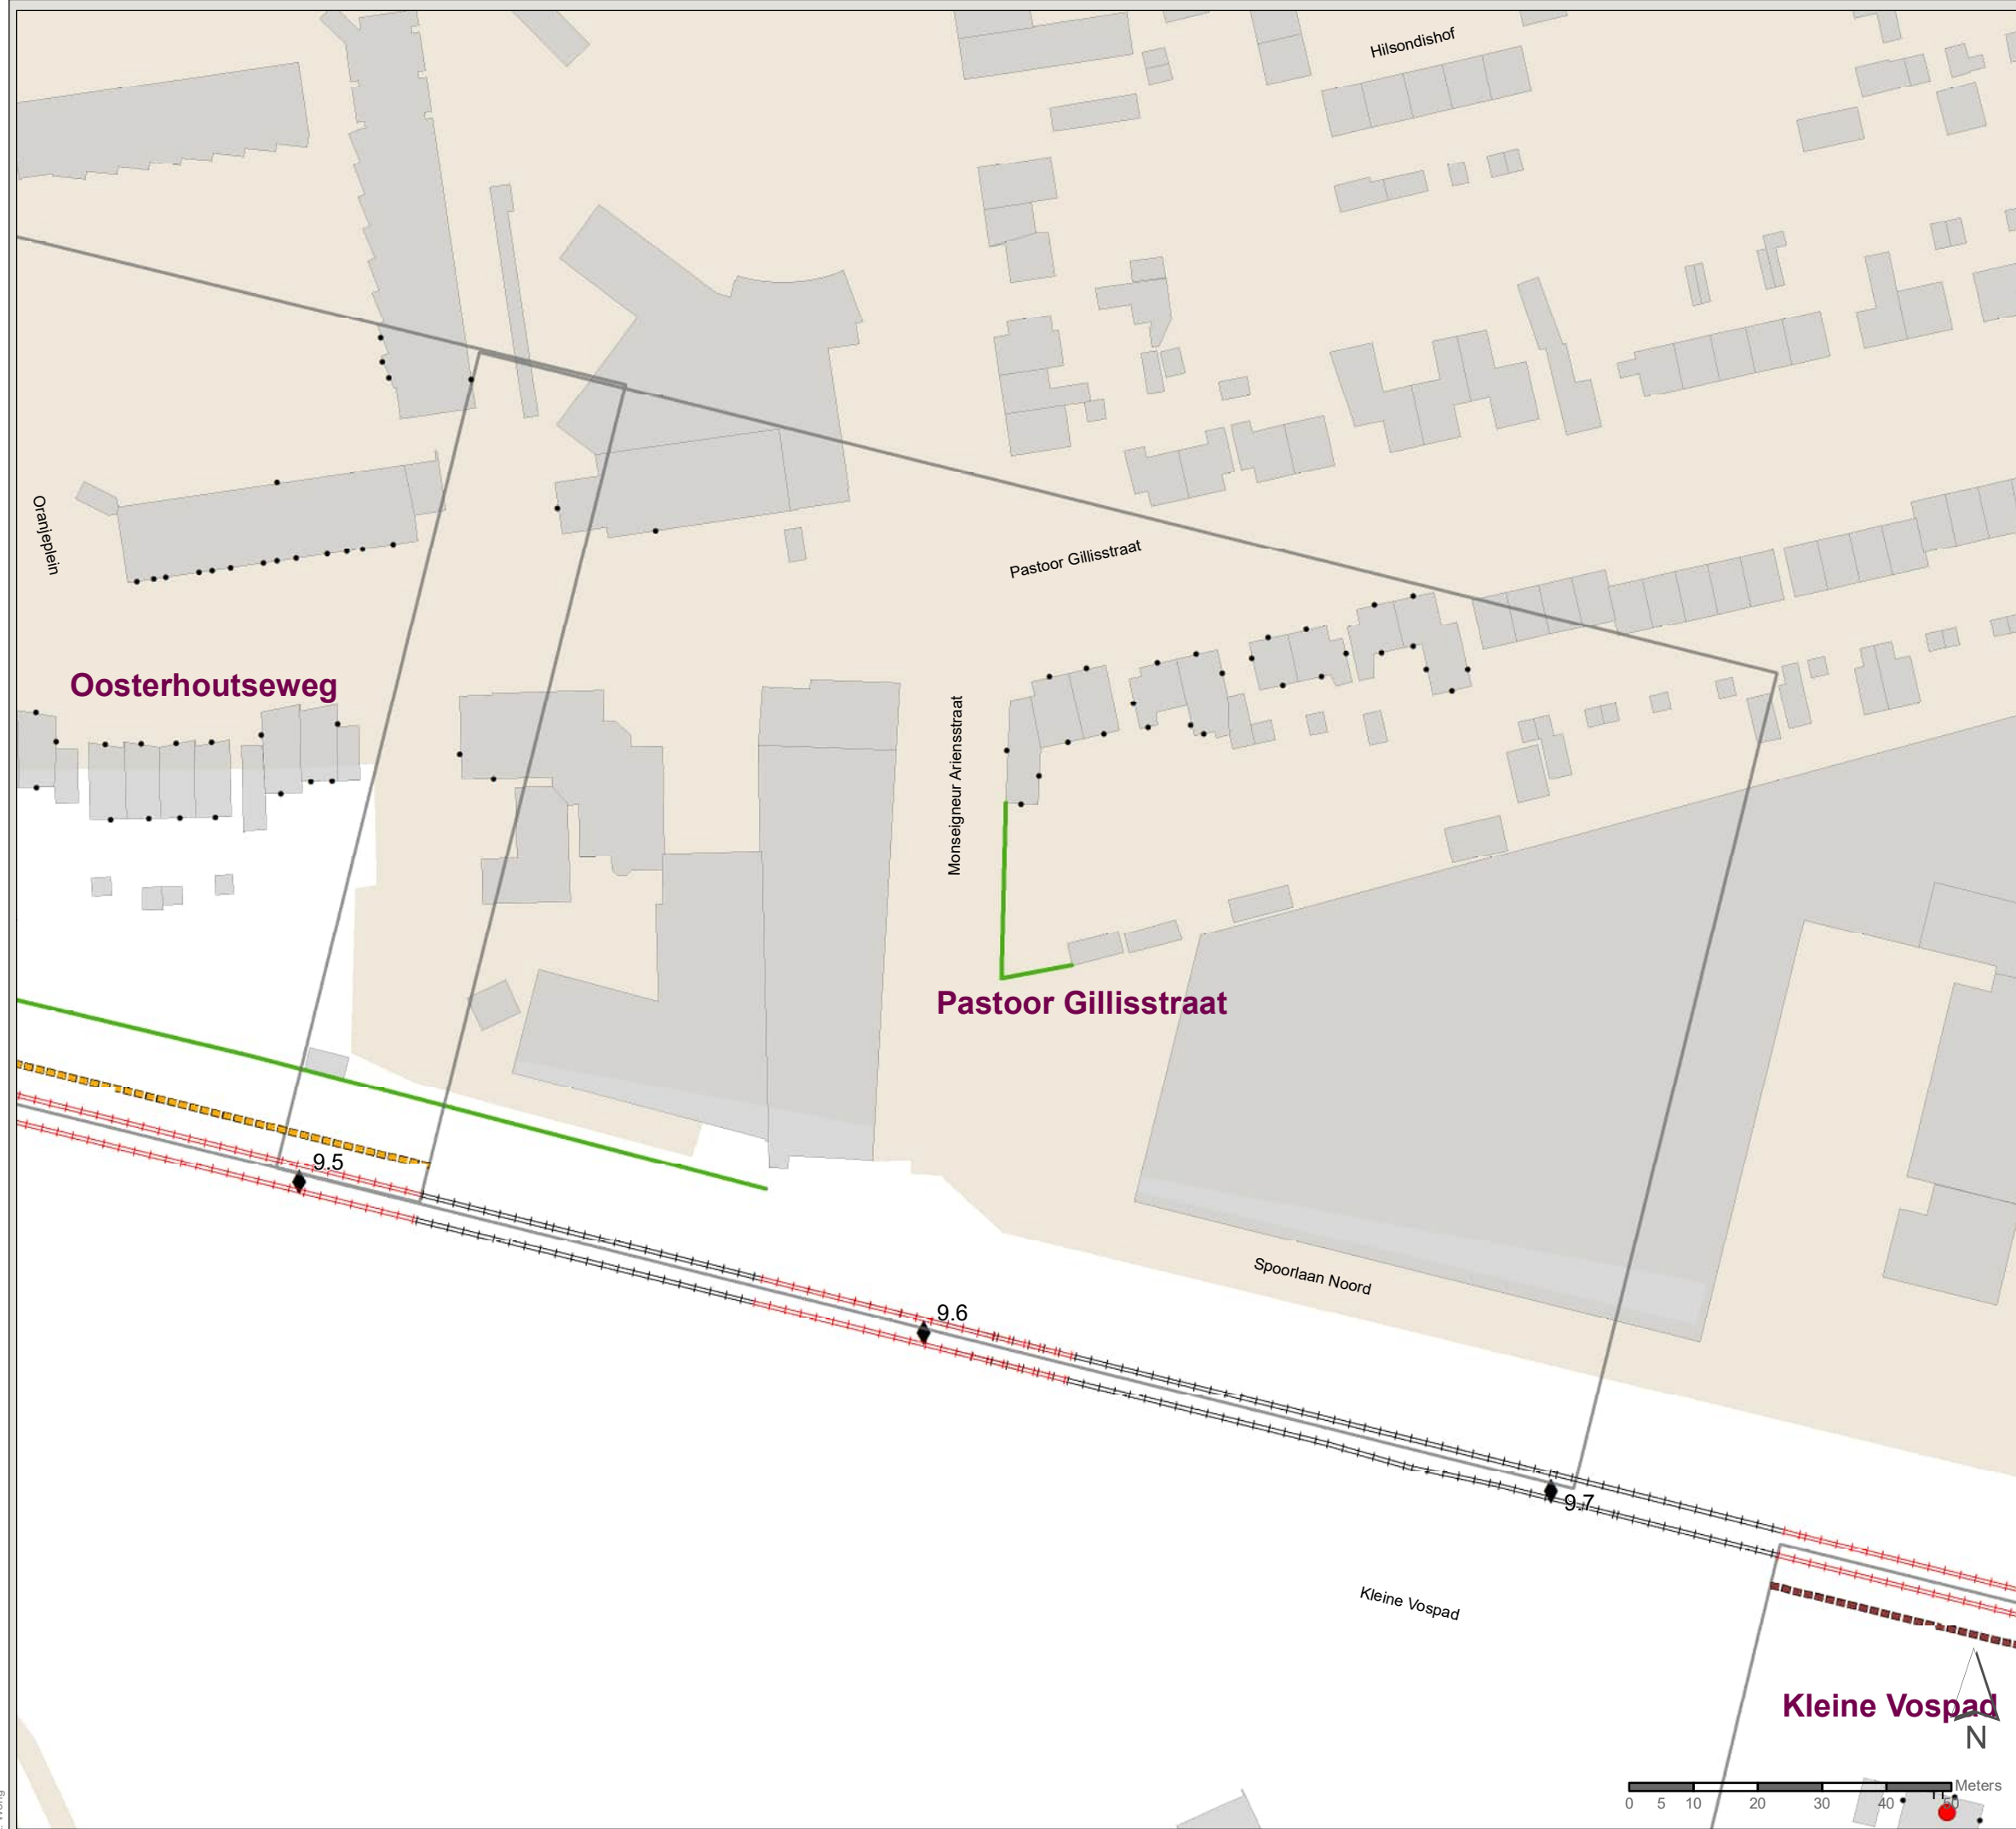 Hilsondishof
Oranjeplein
Pastoor Gillisstraat
Oosterhoutseweg
Monseigneur Ariensstraat
Pastoor Gillisstraat
9.5
Spoorlaan Noord
9.6
9.7
Kleine Vospad
Kleine Vospad
N
Meters
0 5 10 20 30 40 50